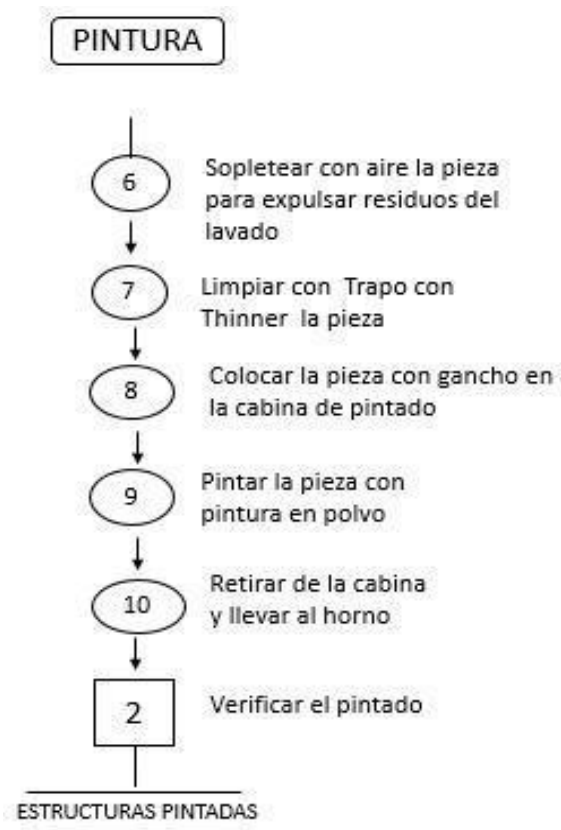 PINTURA
6
Sopletear con aire la pieza
para expulsar residuos del
lavado
7
Limpiar con Trapo con
Thinner la pieza
8
Colocar la pieza con gancho en
la cabina de pintado
9
Pintar la pieza con
pintura en polvo
10
Retirar de la cabina
y llevar al horno
2
Verificar el pintado
ESTRUCTURAS PINTADAS